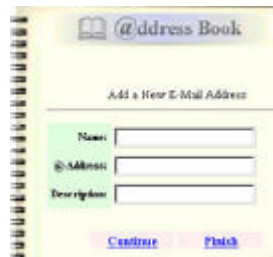 @ddress Book
Add a New E-Mail Address
Name:
@ Address:
Description:
Continue Finish